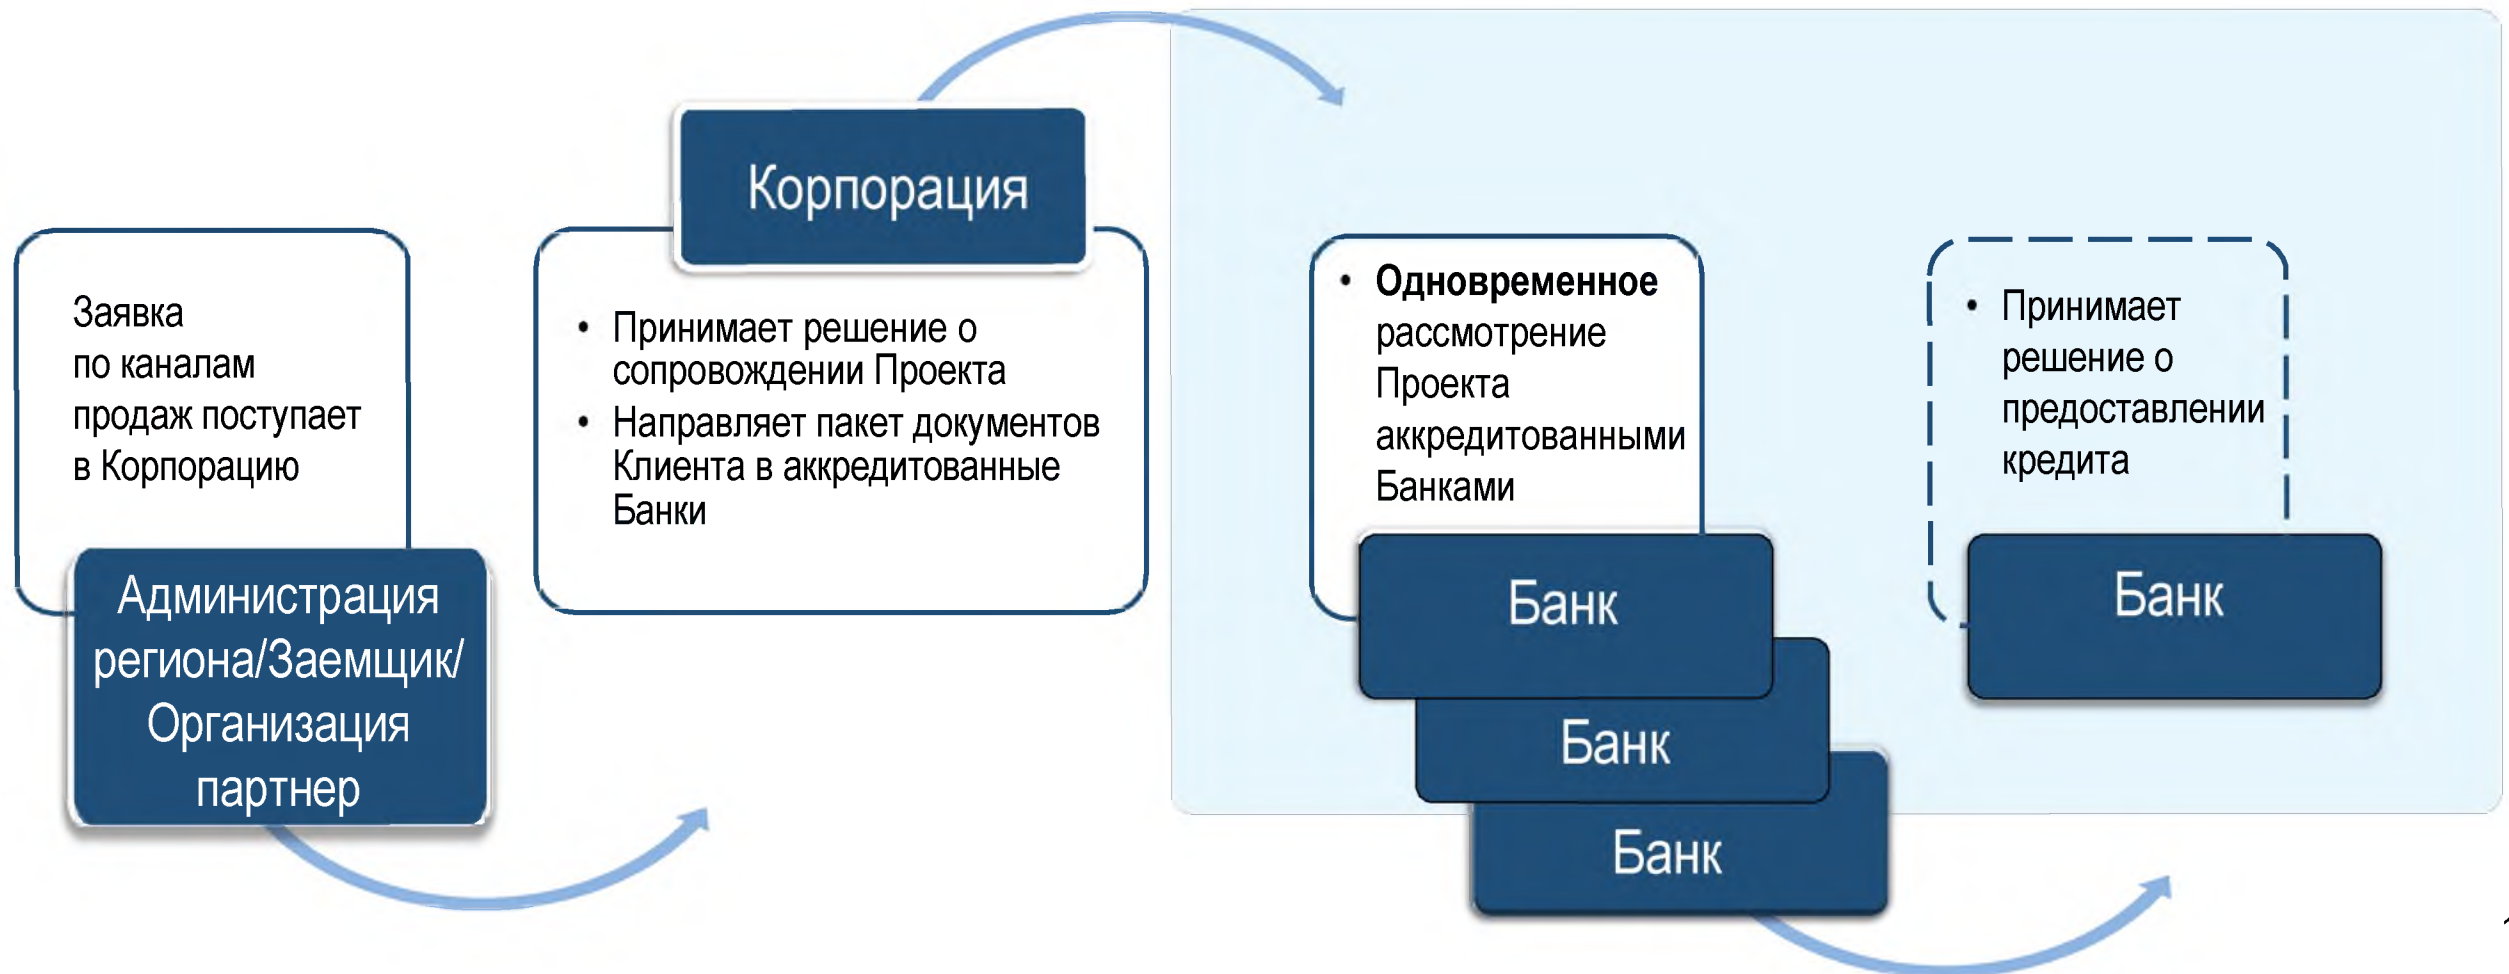 Заявка
по каналам
продаж поступает
в Корпорацию
Администрация
региона/Заемщик/
Организация
партнер
Корпорация
• Принимает решение о
сопровождении Проекта
• Направляет пакет документов
Клиента в аккредитованные
Банки
• Одновременное
рассмотрение
Проекта
аккредитованными
Банками
Банк
Банк
Банк
• Принимает
решение о
предоставлении
кредита
Банк